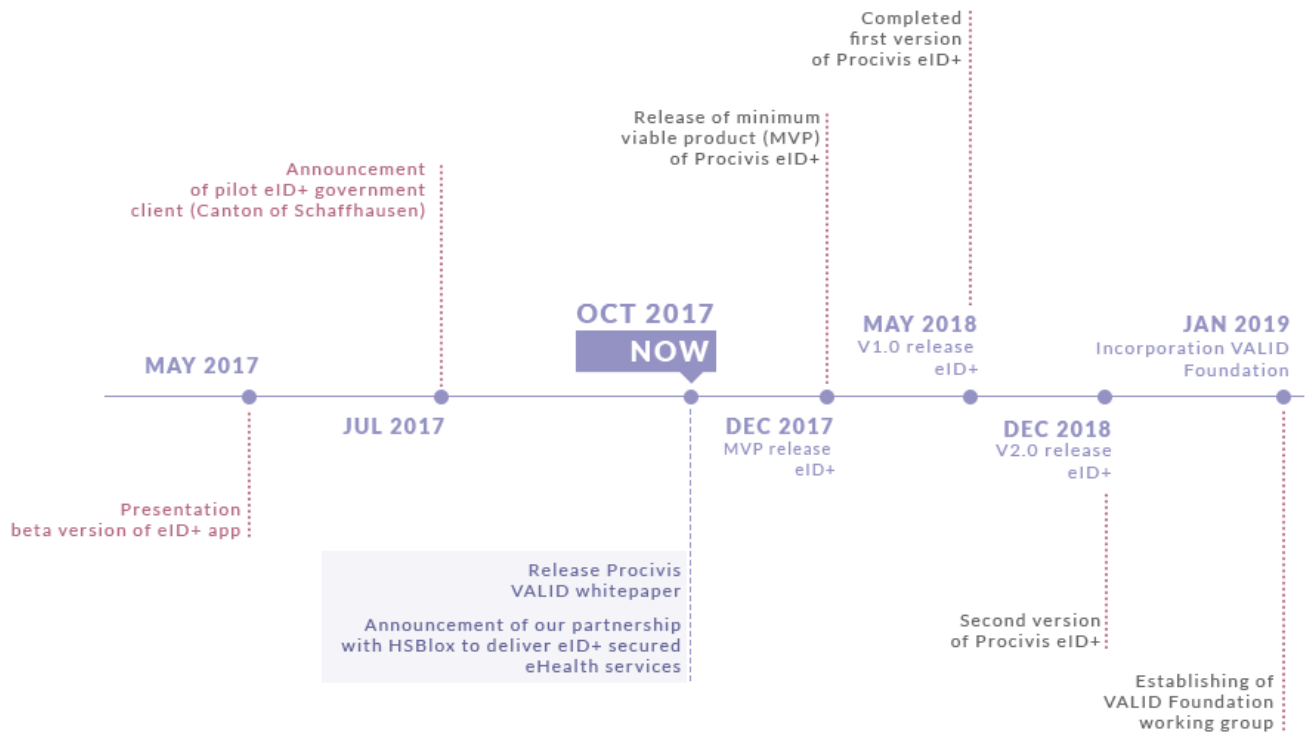 Completed
first version
of Procivis eID+
Release of minimum
viable product (MVP)
of Procivis eID+
Announcement
of pilot eID+ government
client (Canton of Schaffhausen)
OCT 2017
NOW
MAY 2018
V1.0 release
eID+
JAN 2019
Incorporation VALID
Foundation
MAY 2017
JUL 2017
DEC 2017
MVP release
eID+
DEC 2018
V2.0 release
eID+
Presentation
beta version of eID+ app
Release Procivis
VALID whitepaper
Announcement of our partnership
with HSBlox to deliver eID+ secured
eHealth services
Second version
of Procivis eID+
Establishing of
VALID Foundation
working group